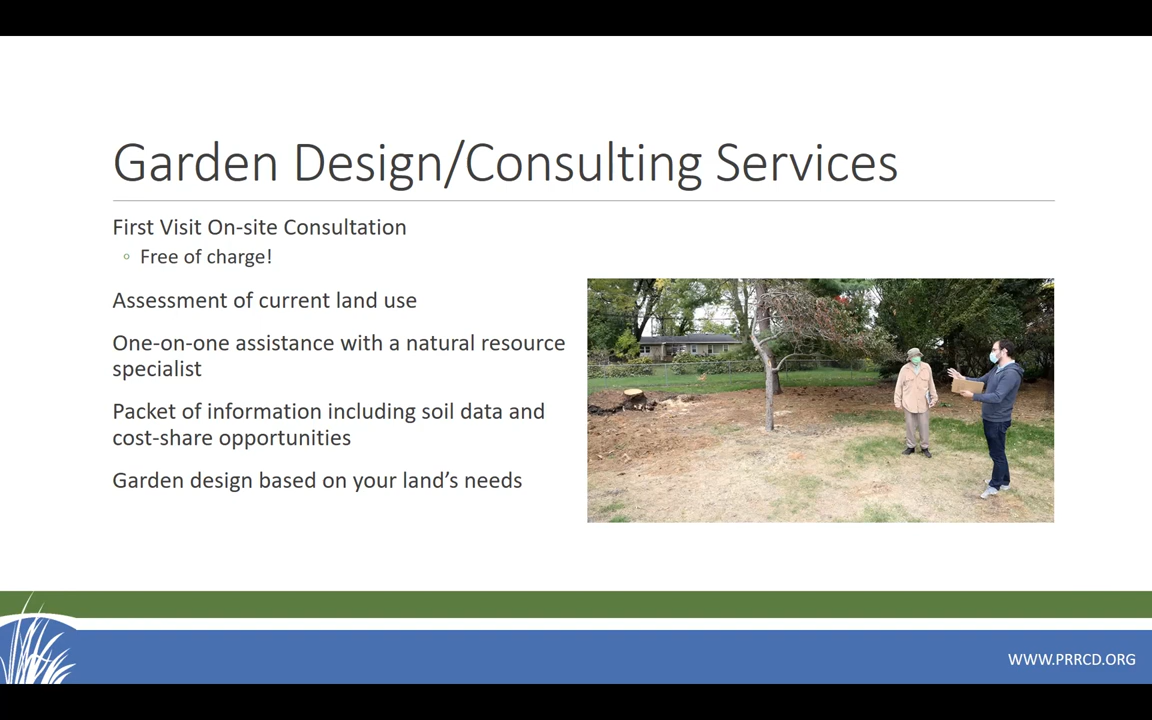 Garden Design/Consulting Services
First Visit On-site Consultation
◦ Free of charge!
Assessment of current land use
One-on-one assistance with a natural resource
specialist
Packet of information including soil data and
cost-share opportunities
Garden design based on your land’s needs
WWW.PRRCD.ORG